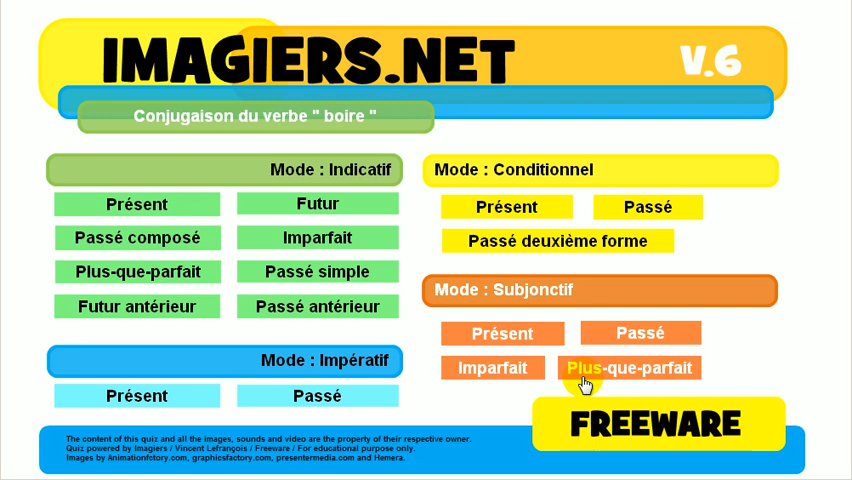 IMAGIERS.NET
V.6
Conjugaison du verbe " boire "
Mode : Indicatif
Présent
Futur
Passé composé
Imparfait
Plus-que-parfait
Passé simple
Futur antérieur
Passé antérieur
Mode : Impératif
Présent
Passé
Mode : Conditionnel
Présent
Passé
Passé deuxième forme
Mode : Subjonctif
Présent
Passé
Imparfait
Plus-que-parfait
FREEWARE
The content of this quiz and all the images, sounds and video are the property of their respective owner.
Quiz powered by Imagiers / Vincent Lefrançois / Freeware / For educational purpose only.
Images by Animationfctory.com, graphicsfactory.com, presentermedia.com and Hemera.